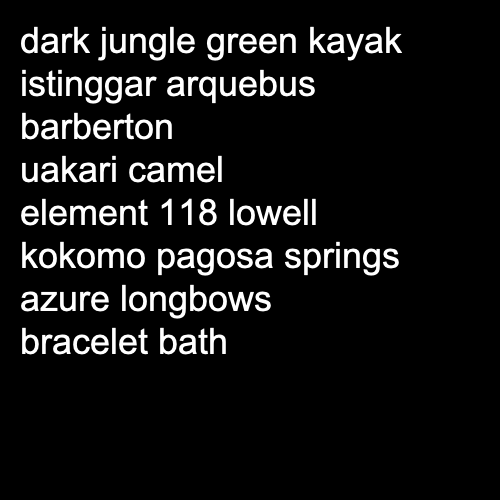 dark jungle green kayak
istinggar arquebus
barberton
uakari camel
element 118 lowell
kokomo pagosa springs
azure longbows
bracelet bath